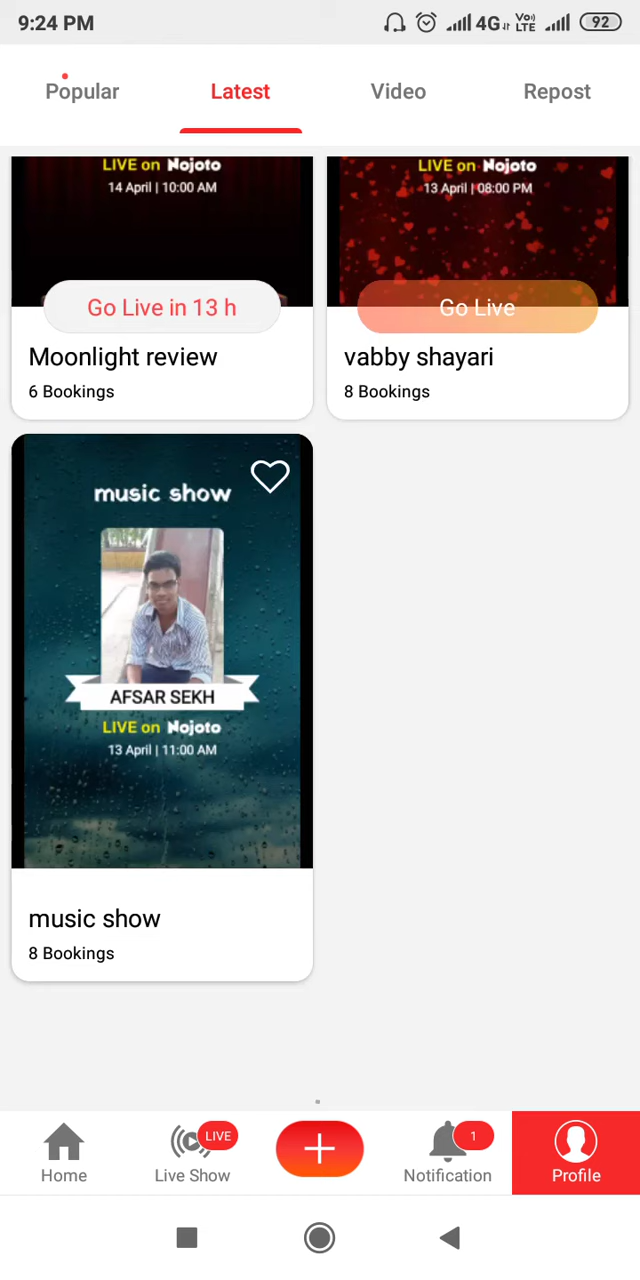 9:24 PM 4G Vo) LTE 92
Popular Latest Video Repost
LIVE on Nojoto
14 April | 10:00 AM
Go Live in 13 h
Moonlight review
6 Bookings
LIVE on Nojoto
13 April | 08:00 PM
Go Live
vabby shayari
8 Bookings
music show
AFSAR SEKH
LIVE on Nojoto
13 April | 11:00 AM
music show
8 Bookings
Home
LIVE
Live Show
1
Notification
Profile